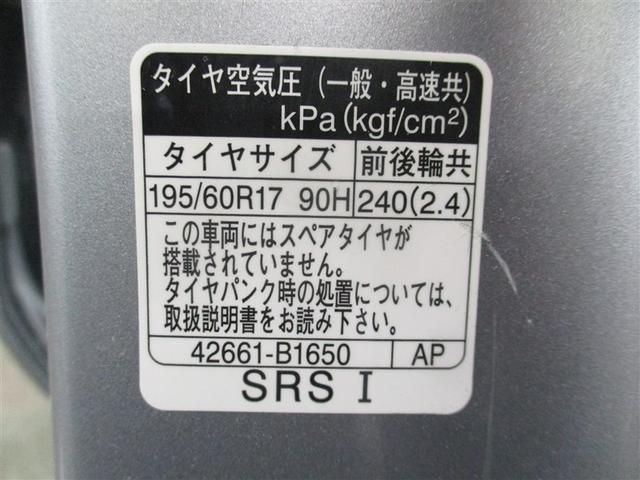 タイヤ空気圧（一般・高速共）
kPa(kgf/cm²)
タイヤサイズ 前後輪共
195/60R17 90H 240(2.4)
この車両にはスペアタイヤが
搭載されていません。
タイヤパンク時の処置については、
取扱説明書をお読み下さい。
42661-B1650 AP
SRS I